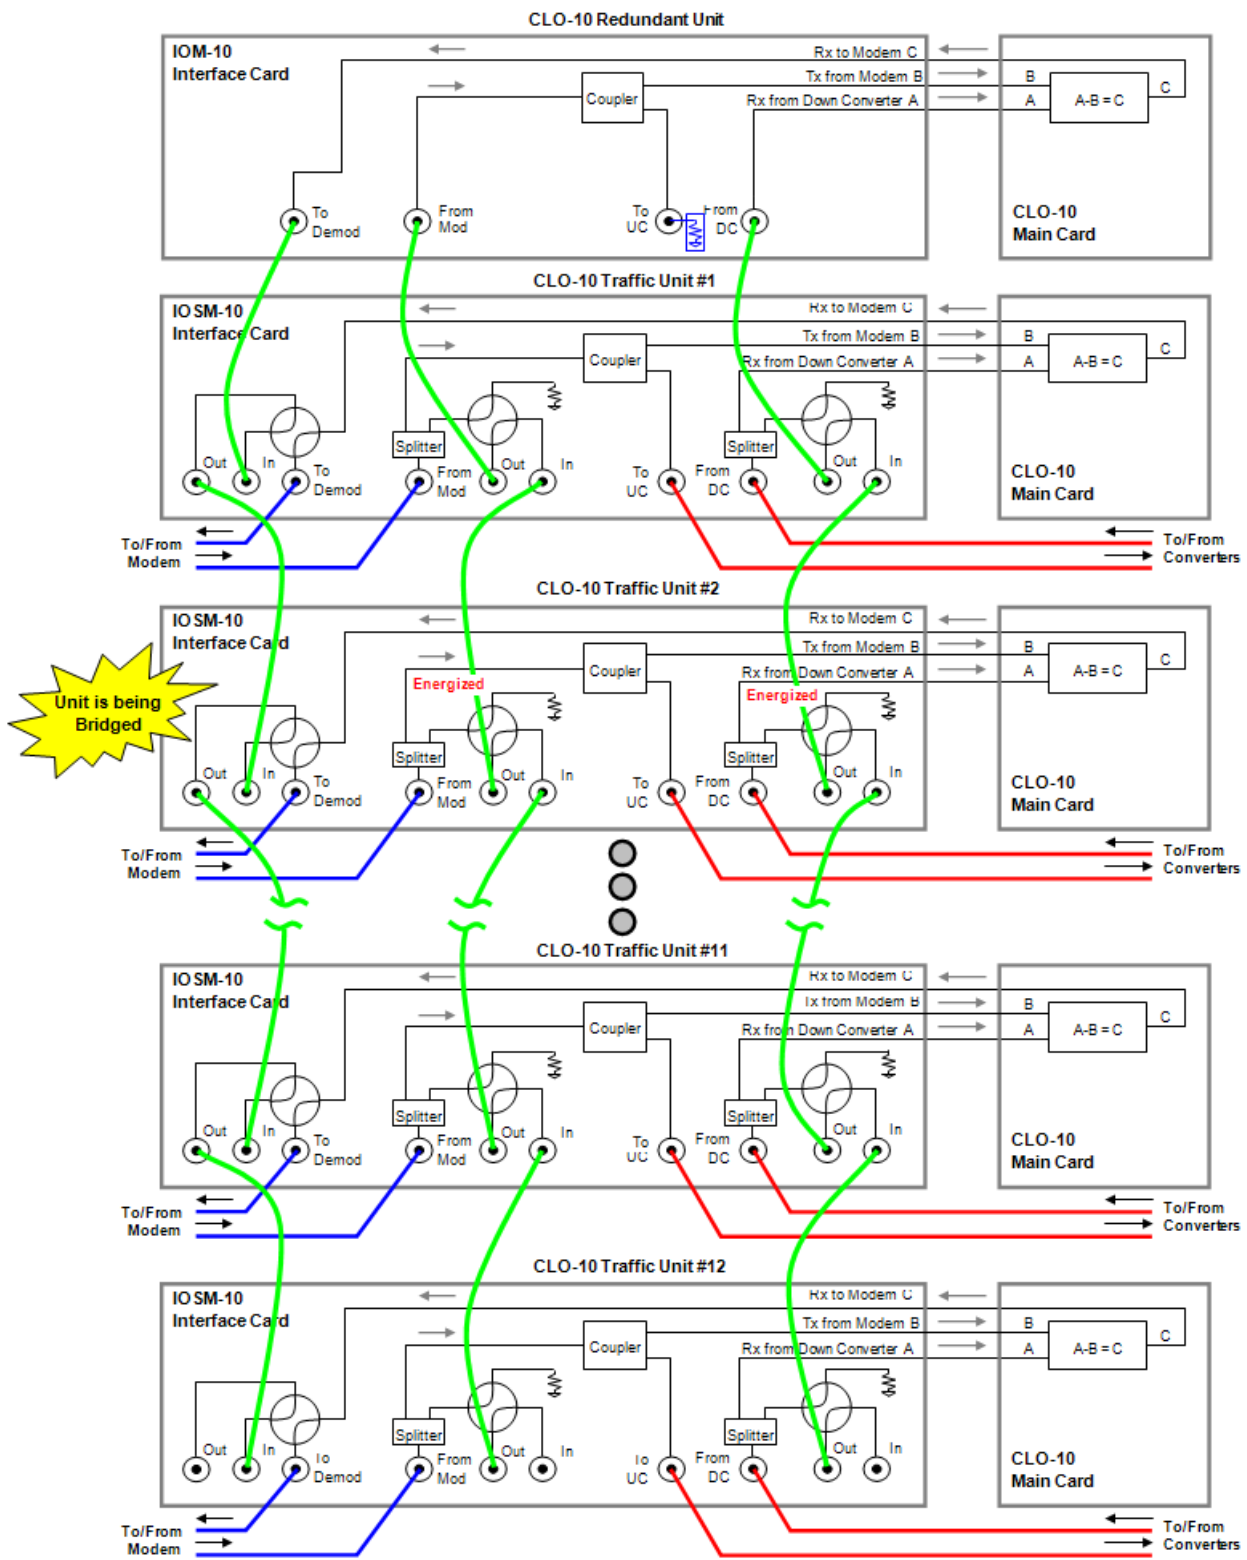 CLO-10 Redundant Unit
IOM-10
Interface Card
Rx to Modem C
Tx from Modem B
Rx from Down Converter A
Coupler
B
A
A-B = C
C
To
Demod
From
Mod
To
UC
From
DC
CLO-10
Main Card
CLO-10 Traffic Unit #1
IOSM-10
Interface Card
Rx to Modem C
Tx from Modem B
Rx from Down Converter A
Coupler
B
A
A-B = C
C
Splitter
Splitter
Out
In
To
Demod
From
Mod
Out
In
To
UC
From
DC
Out
In
CLO-10
Main Card
To/From
Modem
To/From
Converters
CLO-10 Traffic Unit #2
IOSM-10
Interface Card
Rx to Modem C
Tx from Modem B
Rx from Down Converter A
Coupler
B
A
A-B = C
C
Energized
Energized
Unit is being
Bridged
Splitter
Splitter
Out
In
To
Demod
From
Mod
Out
In
To
UC
From
DC
Out
In
CLO-10
Main Card
To/From
Modem
To/From
Converters
CLO-10 Traffic Unit #11
IOSM-10
Interface Card
Rx to Modem C
Tx from Modem B
Rx from Down Converter A
Coupler
B
A
A-B = C
C
Splitter
Splitter
Out
In
To
Demod
From
Mod
Out
In
To
UC
From
DC
Out
In
CLO-10
Main Card
To/From
Modem
To/From
Converters
CLO-10 Traffic Unit #12
IOSM-10
Interface Card
Rx to Modem C
Tx from Modem B
Rx from Down Converter A
Coupler
B
A
A-B = C
C
Splitter
Splitter
Out
In
To
Demod
From
Mod
Out
In
To
UC
From
DC
Out
In
CLO-10
Main Card
To/From
Modem
To/From
Converters